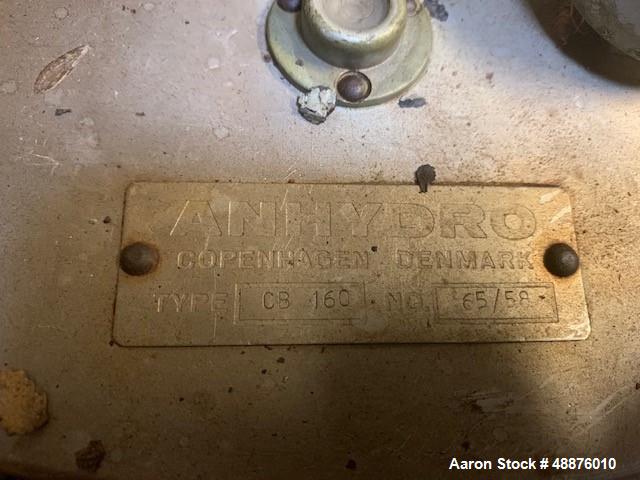 ANHYDRO
COPENHAGEN DENMARK
TYPE CB 160 NO. 65/58
Aaron Stock # 48876010